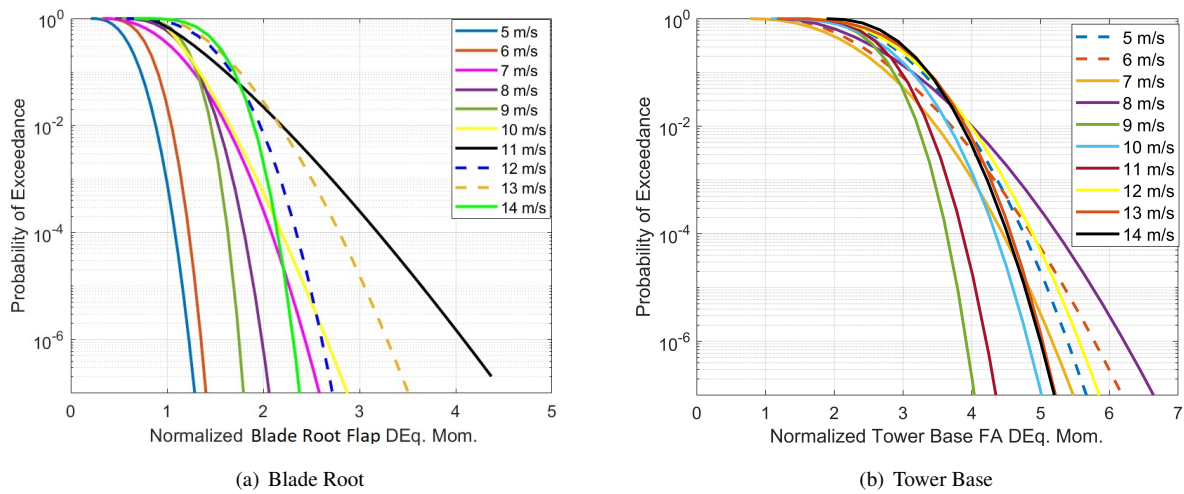 10^0
10^-2
10^-4
10^-6
Probability of Exceedance
0 1 2 3 4 5
Normalized Blade Root Flap DEq. Mom.
5 m/s
6 m/s
7 m/s
8 m/s
9 m/s
10 m/s
11 m/s
12 m/s
13 m/s
14 m/s
(a) Blade Root
10^0
10^-2
10^-4
10^-6
Probability of Exceedance
0 1 2 3 4 5 6 7
Normalized Tower Base FA DEq. Mom.
5 m/s
6 m/s
7 m/s
8 m/s
9 m/s
10 m/s
11 m/s
12 m/s
13 m/s
14 m/s
(b) Tower Base